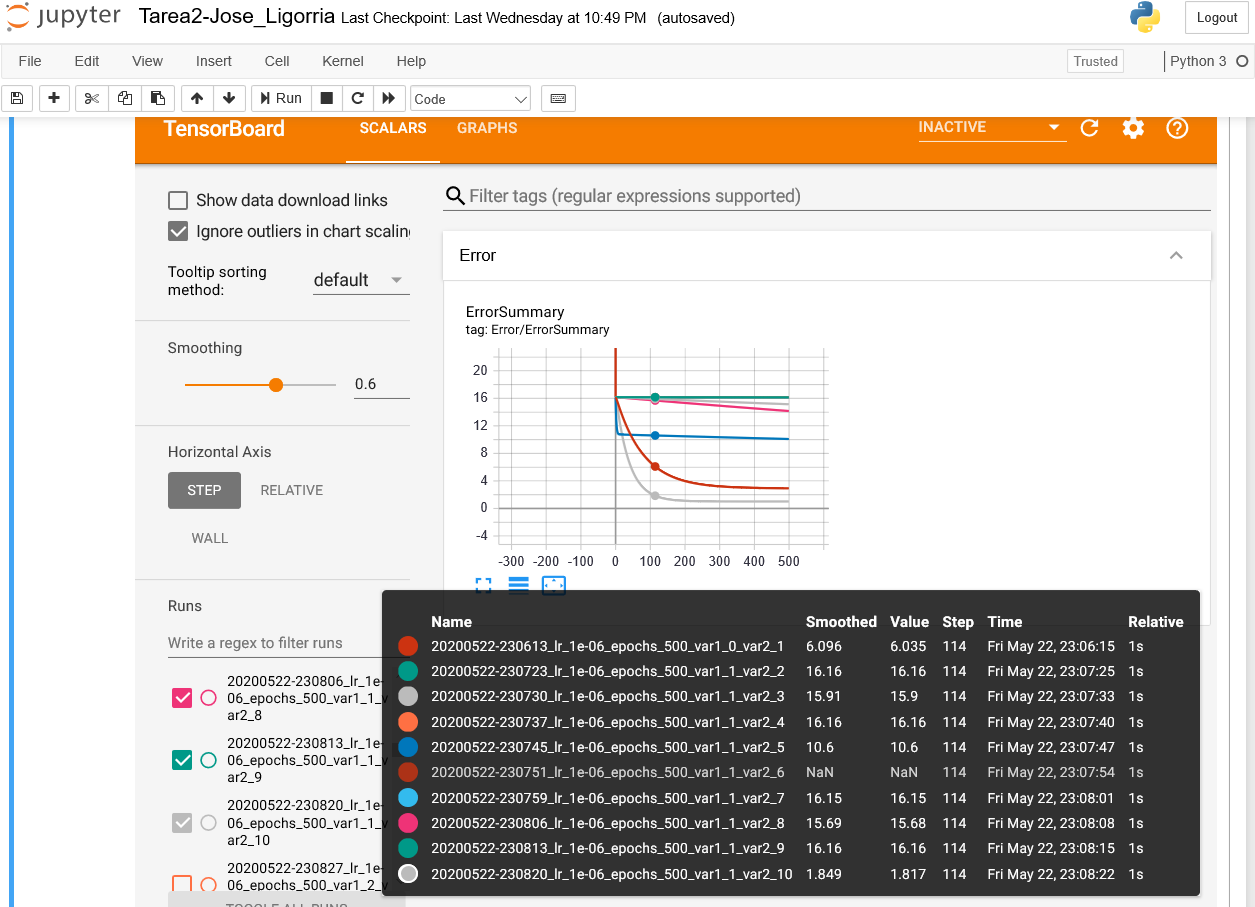 jupyter Tarea2-Jose_Ligorria Last Checkpoint: Last Wednesday at 10:49 PM (autosaved) Logout
File Edit View Insert Cell Kernel Help Trusted Python 3
Run Code
TensorBoard SCALARS GRAPHS INACTIVE
Show data download links
Ignore outliers in chart scaling
Tooltip sorting
method:
default
Smoothing
0.6
Horizontal Axis
STEP RELATIVE
WALL
Runs
Write a regex to filter runs
20200522-230806_lr_1e-
06_epochs_500_var1_1_v
ar2_8
20200522-230813_lr_1e-
06_epochs_500_var1_1_v
ar2_9
20200522-230820_lr_1e-
06_epochs_500_var1_1_v
ar2_10
20200522-230827_lr_1e-
06_epochs_500_var1_2_v
TOGGLE ALL RUNS
Filter tags (regular expressions supported)
Error
ErrorSummary
tag: Error/ErrorSummary
20
16
12
8
4
0
-4
-300 -200 -100 0 100 200 300 400 500
Name Smoothed Value Step Time Relative
20200522-230613_lr_1e-06_epochs_500_var1_0_var2_1 6.096 6.035 114 Fri May 22, 23:06:15 1s
20200522-230723_lr_1e-06_epochs_500_var1_1_var2_2 16.16 16.16 114 Fri May 22, 23:07:25 1s
20200522-230730_lr_1e-06_epochs_500_var1_1_var2_3 15.91 15.9 114 Fri May 22, 23:07:33 1s
20200522-230737_lr_1e-06_epochs_500_var1_1_var2_4 16.16 16.16 114 Fri May 22, 23:07:40 1s
20200522-230745_lr_1e-06_epochs_500_var1_1_var2_5 10.6 10.6 114 Fri May 22, 23:07:47 1s
20200522-230751_lr_1e-06_epochs_500_var1_1_var2_6 NaN NaN 114 Fri May 22, 23:07:54 1s
20200522-230759_lr_1e-06_epochs_500_var1_1_var2_7 16.15 16.15 114 Fri May 22, 23:08:01 1s
20200522-230806_lr_1e-06_epochs_500_var1_1_var2_8 15.69 15.68 114 Fri May 22, 23:08:08 1s
20200522-230813_lr_1e-06_epochs_500_var1_1_var2_9 16.16 16.16 114 Fri May 22, 23:08:15 1s
20200522-230820_lr_1e-06_epochs_500_var1_1_var2_10 1.849 1.817 114 Fri May 22, 23:08:22 1s